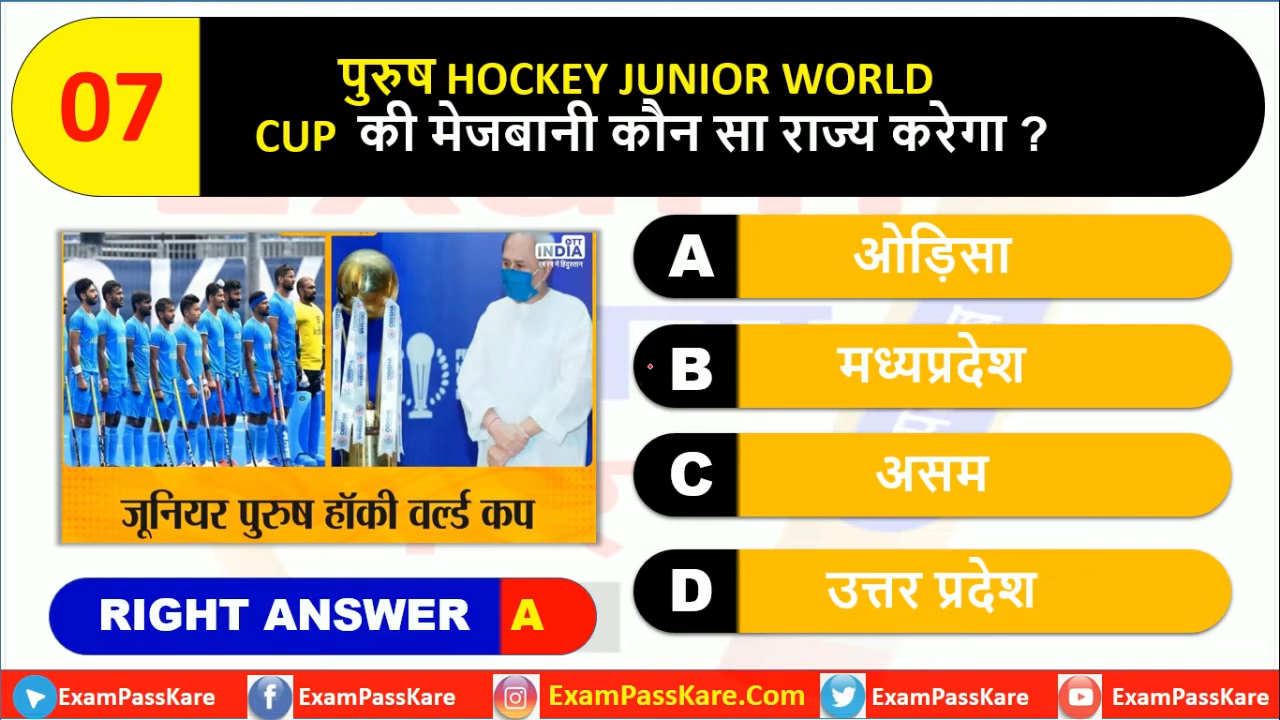 07
पुरुष HOCKEY JUNIOR WORLD
CUP की मेजबानी कौन सा राज्य करेगा ?
A ओड़िसा
B मध्यप्रदेश
C असम
D उत्तर प्रदेश
OTT
INDIA
जूनियर पुरुष हॉकी वर्ल्ड कप
RIGHT ANSWER A
ExamPassKare ExamPassKare ExamPassKare.Com ExamPassKare ExamPassKare